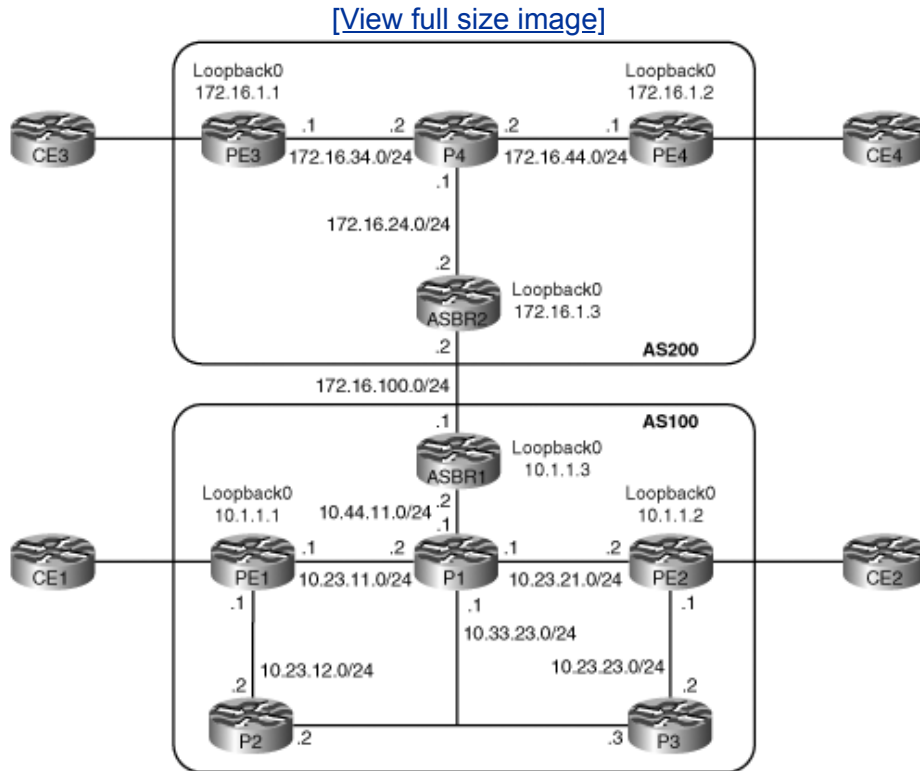 [View full size image]
Loopback0
172.16.1.1
Loopback0
172.16.1.2
.1
.2
.2
.1
CE3
PE3
172.16.34.0/24
P4
172.16.44.0/24
PE4
CE4
.1
172.16.24.0/24
.2
Loopback0
172.16.1.3
ASBR2
.2
AS200
172.16.100.0/24
.1
AS100
Loopback0
10.1.1.3
ASBR1
Loopback0
10.1.1.1
10.44.11.0/24
.2
.1
Loopback0
10.1.1.2
.1
.2
.1
.2
CE1
PE1
10.23.11.0/24
P1
10.23.21.0/24
PE2
CE2
.1
.1
.1
10.33.23.0/24
10.23.12.0/24
10.23.23.0/24
.2
.2
P2
.2
.3
P3